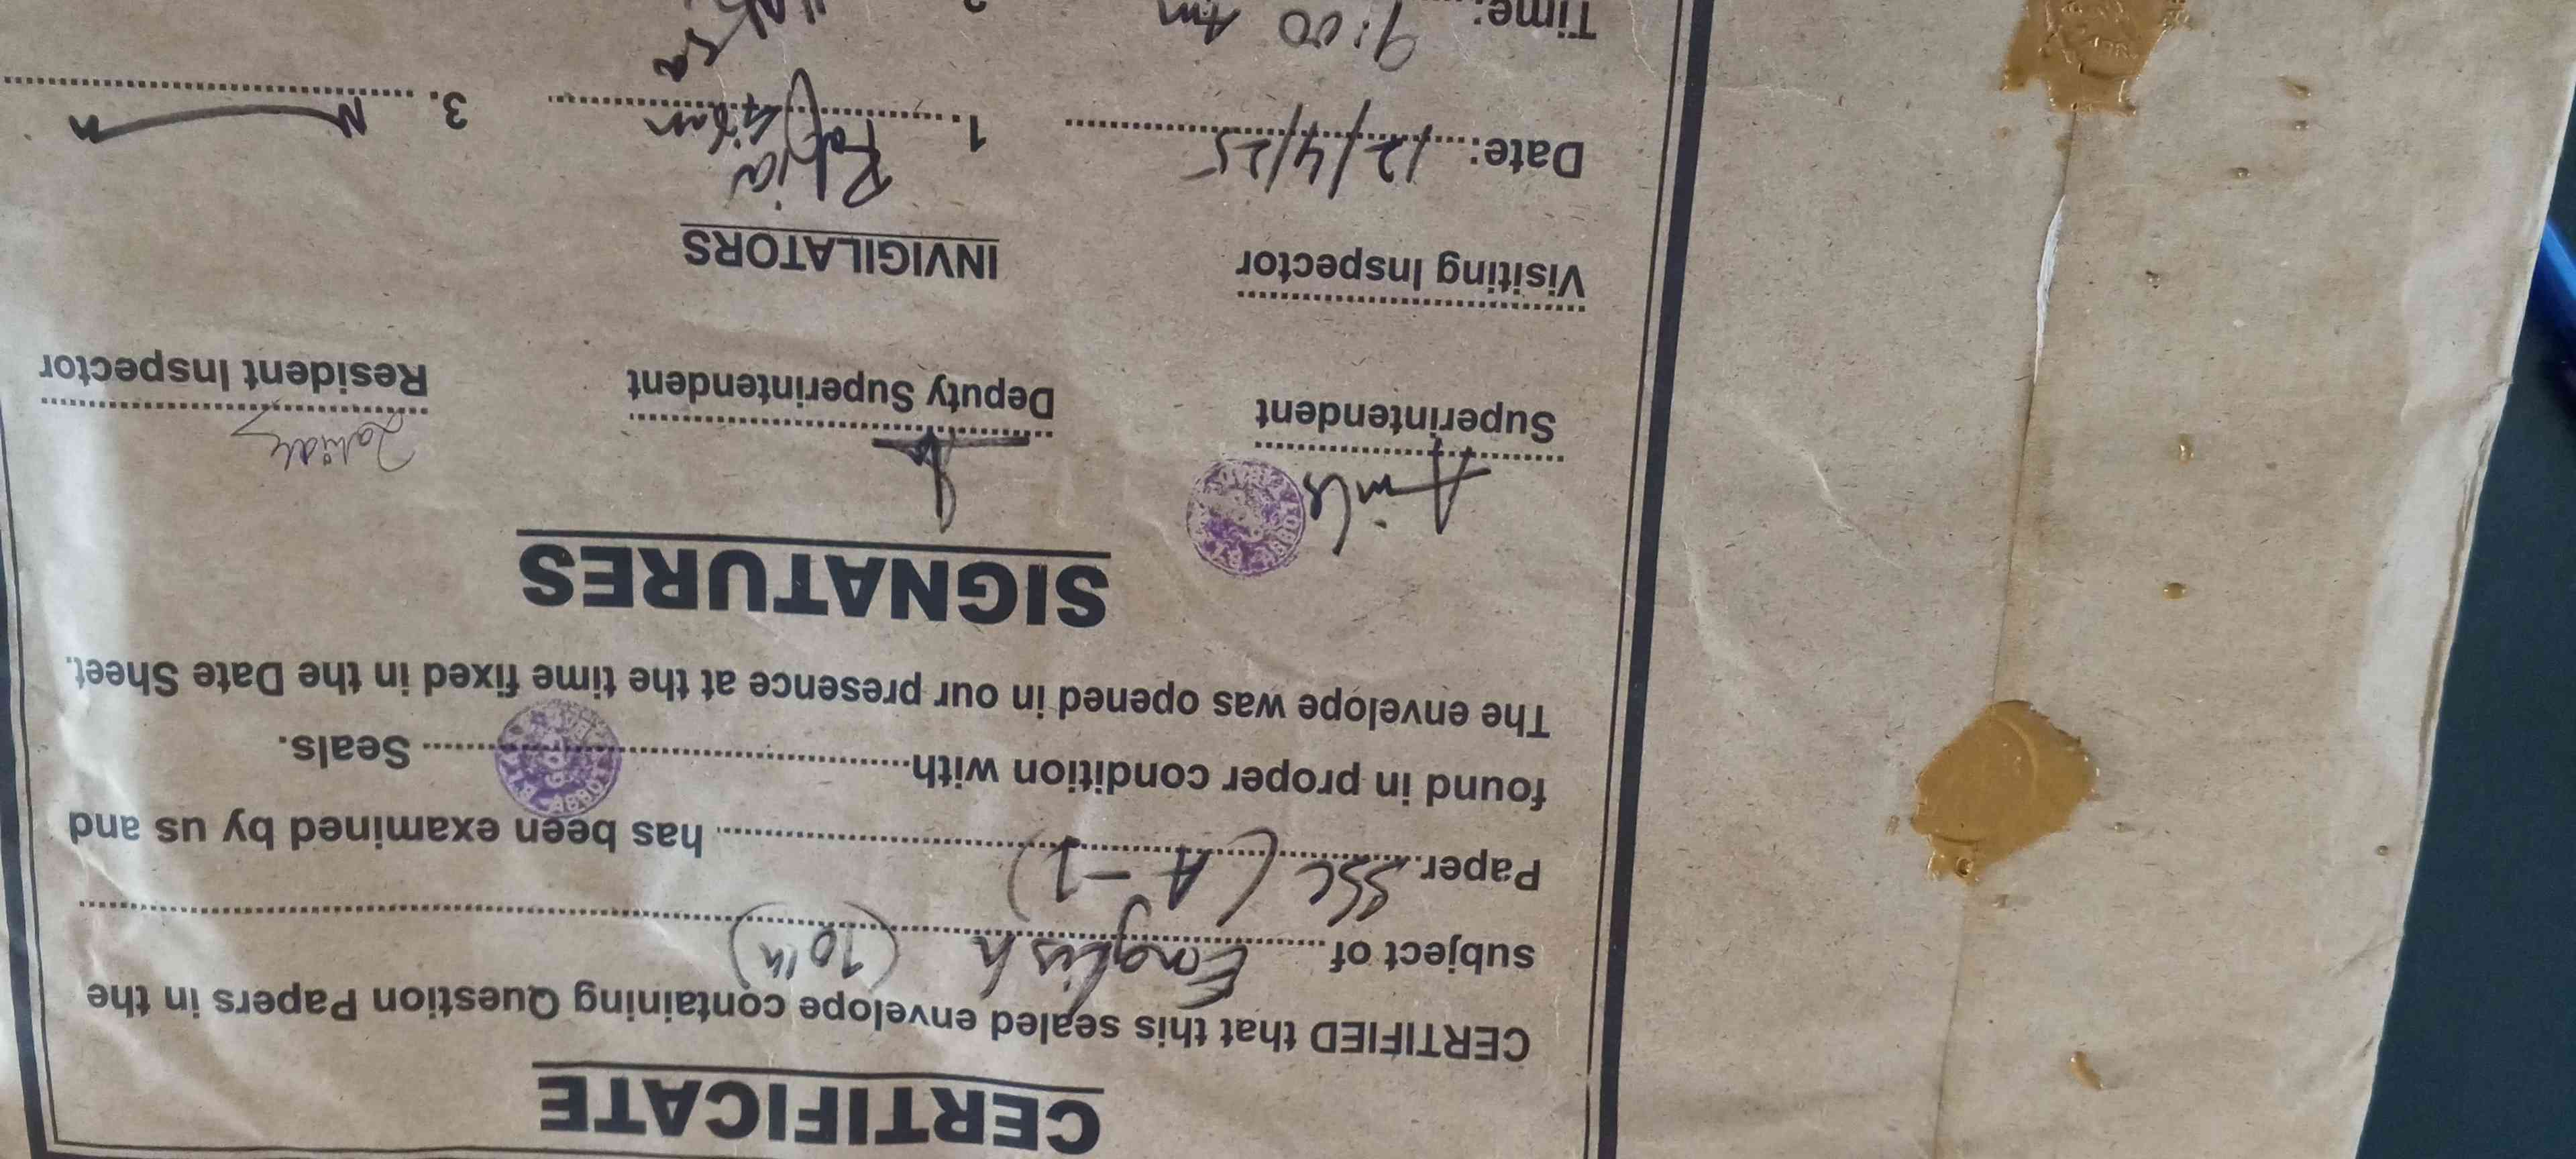 CERTIFICATE
CERTIFIED that this sealed envelope containing Question Papers in the
subject of English (10th)
Paper SSC (A-1) has been examined by us and
found in proper condition with Seals.
The envelope was opened in our presence at the time fixed in the Date Sheet.
SIGNATURES
Superintendent
Deputy Superintendent
Resident Inspector
Visiting Inspector
INVIGILATORS
Date: 12/4/25
1.
3.
Time: 9:00 Am